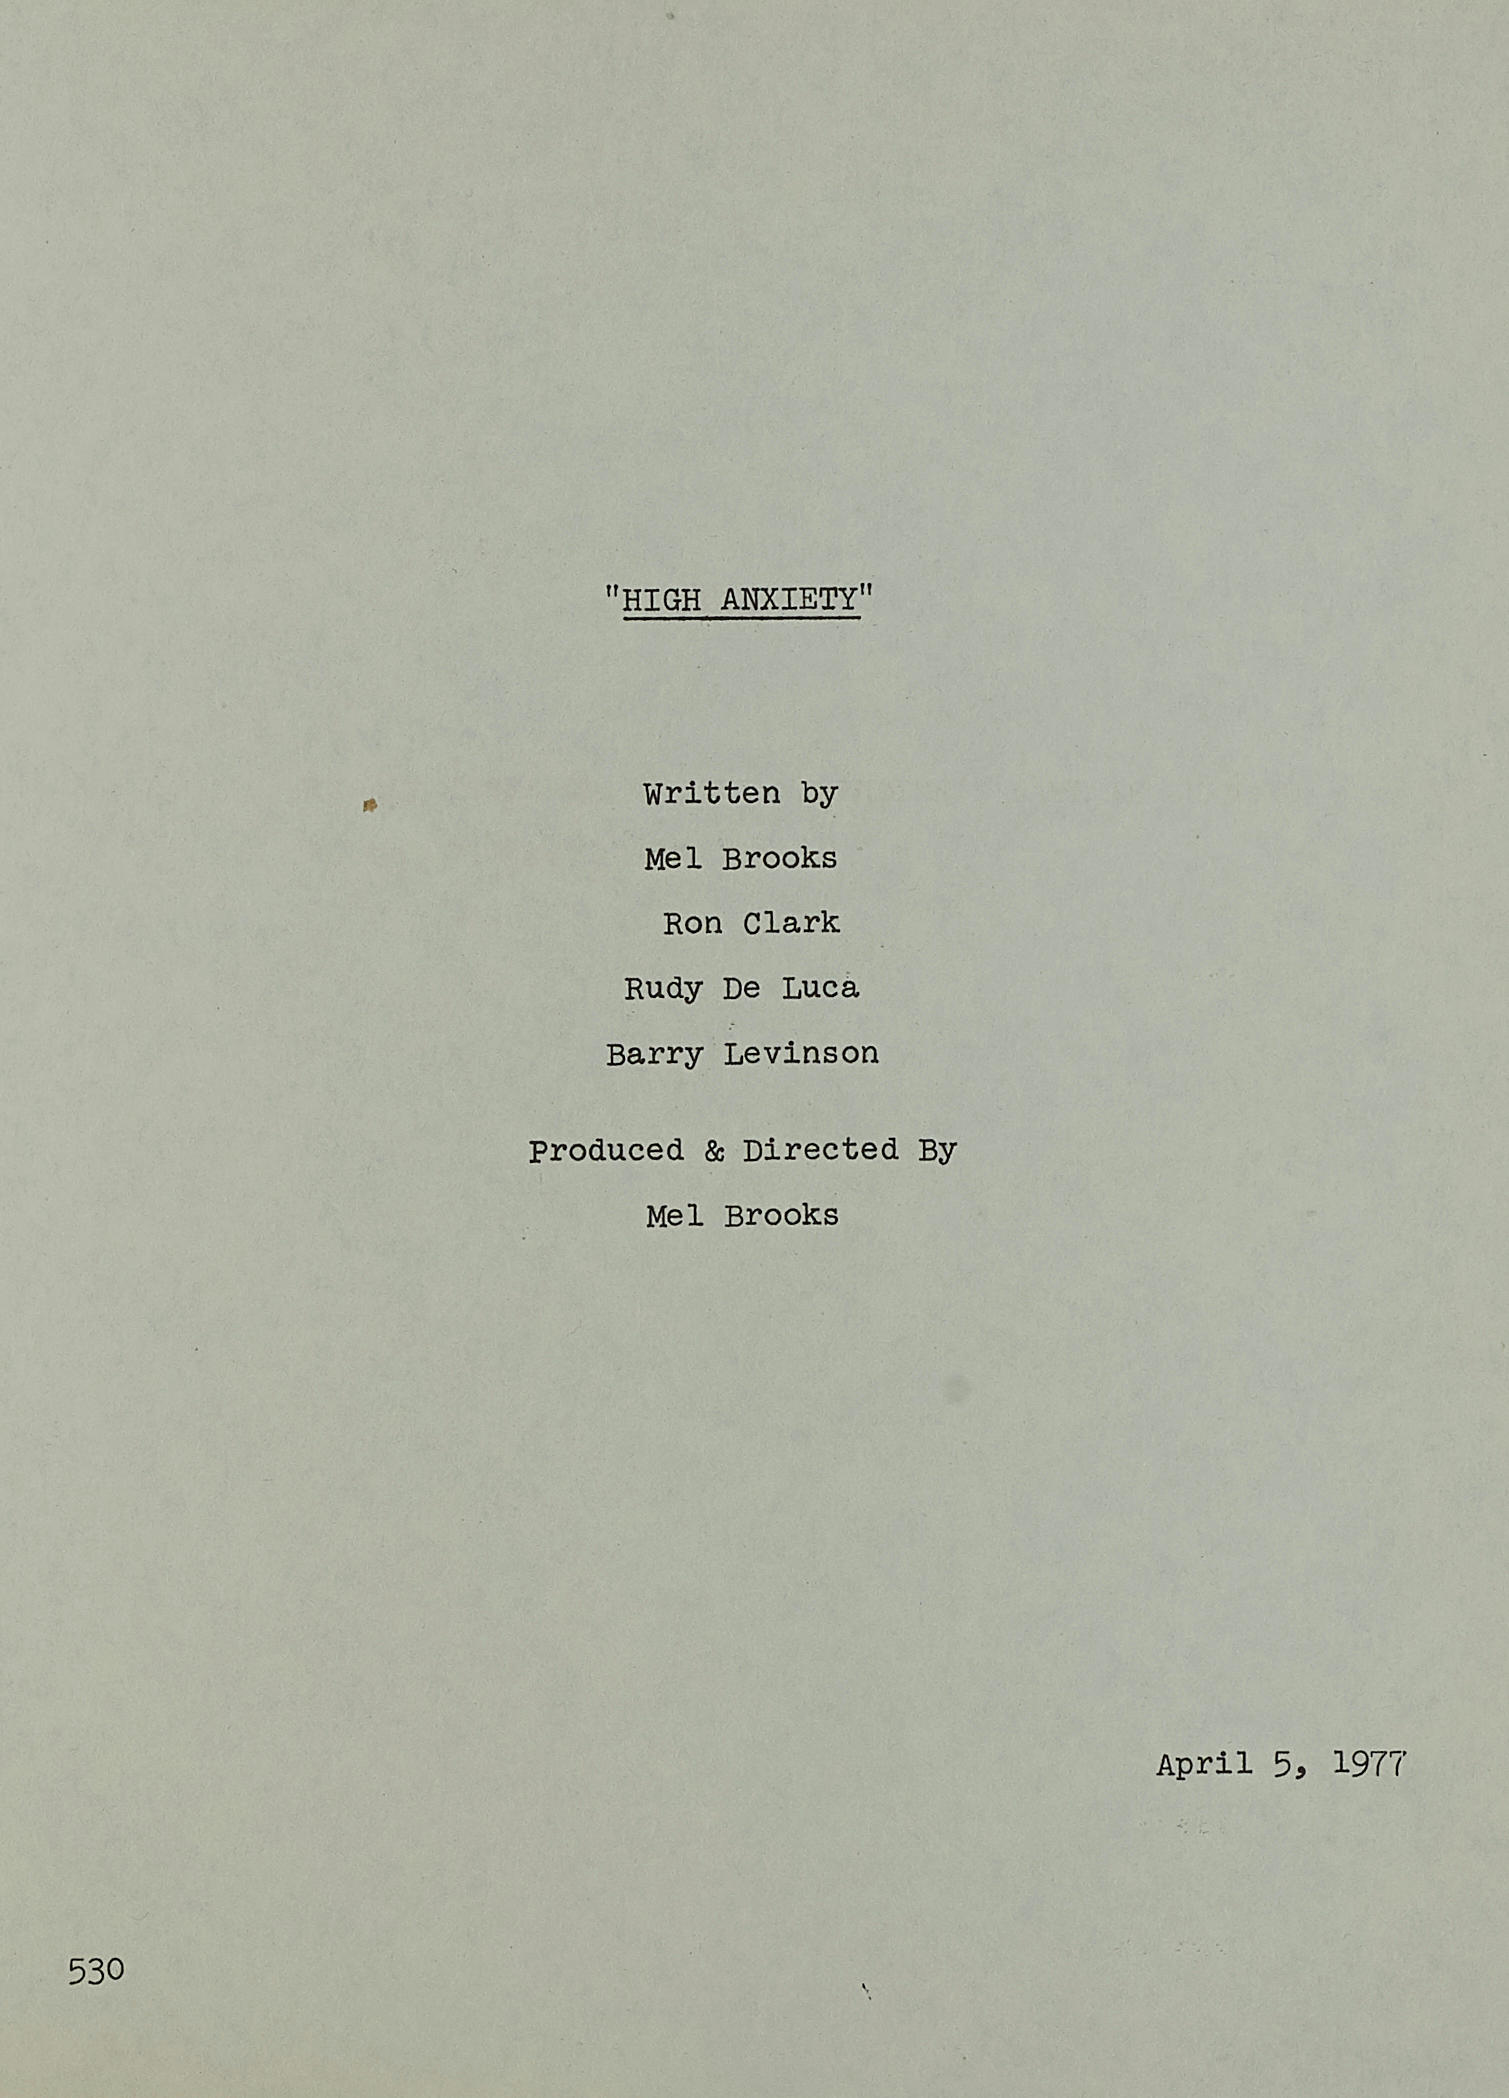 "HIGH ANXIETY"
Written by
Mel Brooks
Ron Clark
Rudy De Luca
Barry Levinson
Produced & Directed By
Mel Brooks
April 5, 1977
530